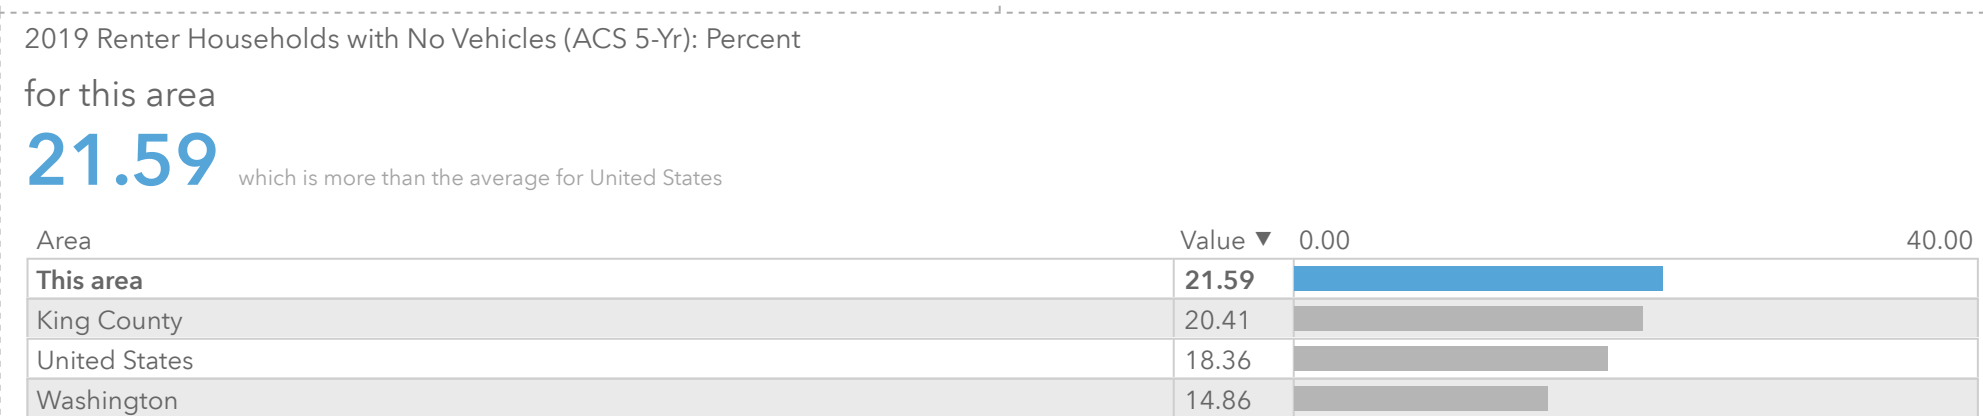 2019 Renter Households with No Vehicles (ACS 5-Yr): Percent
for this area
21.59 which is more than the average for United States
Area Value ▼ 0.00 40.00
This area 21.59
King County 20.41
United States 18.36
Washington 14.86